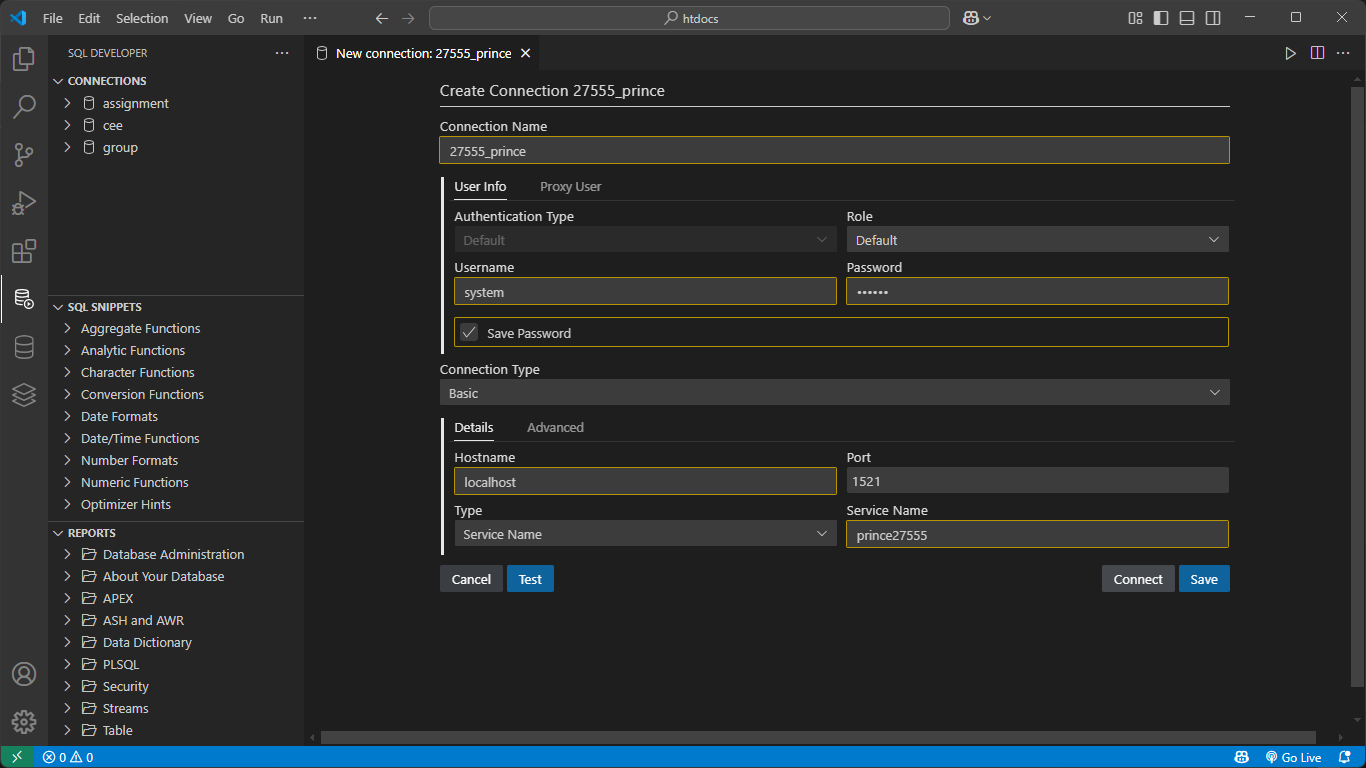 File Edit Selection View Go Run ···
htdocs
SQL DEVELOPER
CONNECTIONS
assignment
cee
group
SQL SNIPPETS
Aggregate Functions
Analytic Functions
Character Functions
Conversion Functions
Date Formats
Date/Time Functions
Number Formats
Numeric Functions
Optimizer Hints
REPORTS
Database Administration
About Your Database
APEX
ASH and AWR
Data Dictionary
PLSQL
Security
Streams
Table
New connection: 27555_prince
Create Connection 27555_prince
Connection Name
27555_prince
User Info Proxy User
Authentication Type Role
Default Default
Username Password
system ••••••
Save Password
Connection Type
Basic
Details Advanced
Hostname Port
localhost 1521
Type Service Name
Service Name prince27555
Cancel Test Connect Save
0 0 Go Live